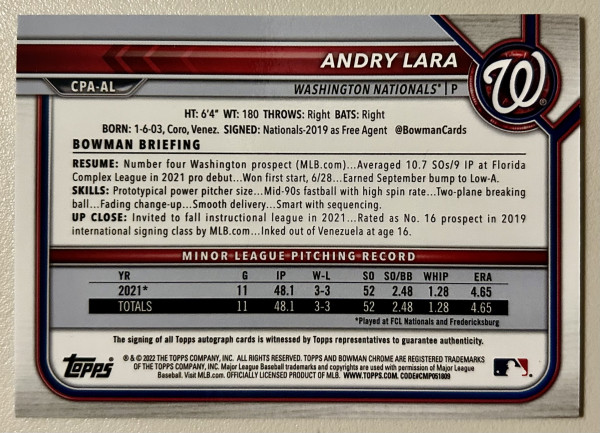 ANDRY LARA
CPA-AL
WASHINGTON NATIONALS® | P
W
HT: 6'4" WT: 180 THROWS: Right BATS: Right
BORN: 1-6-03, Coro, Venez. SIGNED: Nationals-2019 as Free Agent @BowmanCards
BOWMAN BRIEFING
RESUME: Number four Washington prospect (MLB.com)...Averaged 10.7 SOs/9 IP at Florida
Complex League in 2021 pro debut...Won first start, 6/28...Earned September bump to Low-A.
SKILLS: Prototypical power pitcher size...Mid-90s fastball with high spin rate...Two-plane breaking
ball...Fading change-up...Smooth delivery...Smart with sequencing.
UP CLOSE: Invited to fall instructional league in 2021...Rated as No. 16 prospect in 2019
international signing class by MLB.com...Inked out of Venezuela at age 16.
MINOR LEAGUE PITCHING RECORD
YR G IP W-L SO SO/BB WHIP ERA
2021* 11 48.1 3-3 52 2.48 1.28 4.65
TOTALS 11 48.1 3-3 52 2.48 1.28 4.65
*Played at FCL Nationals and Fredericksburg
The signing of all Topps autograph cards is witnessed by Topps representatives to guarantee authenticity.
Topps
® & © 2022 THE TOPPS COMPANY, INC. ALL RIGHTS RESERVED. TOPPS AND BOWMAN CHROME ARE REGISTERED TRADEMARKS
OF THE TOPPS COMPANY, INC. Major League Baseball trademarks and copyrights are used with permission of Major League
Baseball. Visit MLB.com. OFFICIALLY LICENSED PRODUCT OF MLB. WWW.TOPPS.COM. CODE#CMP051809